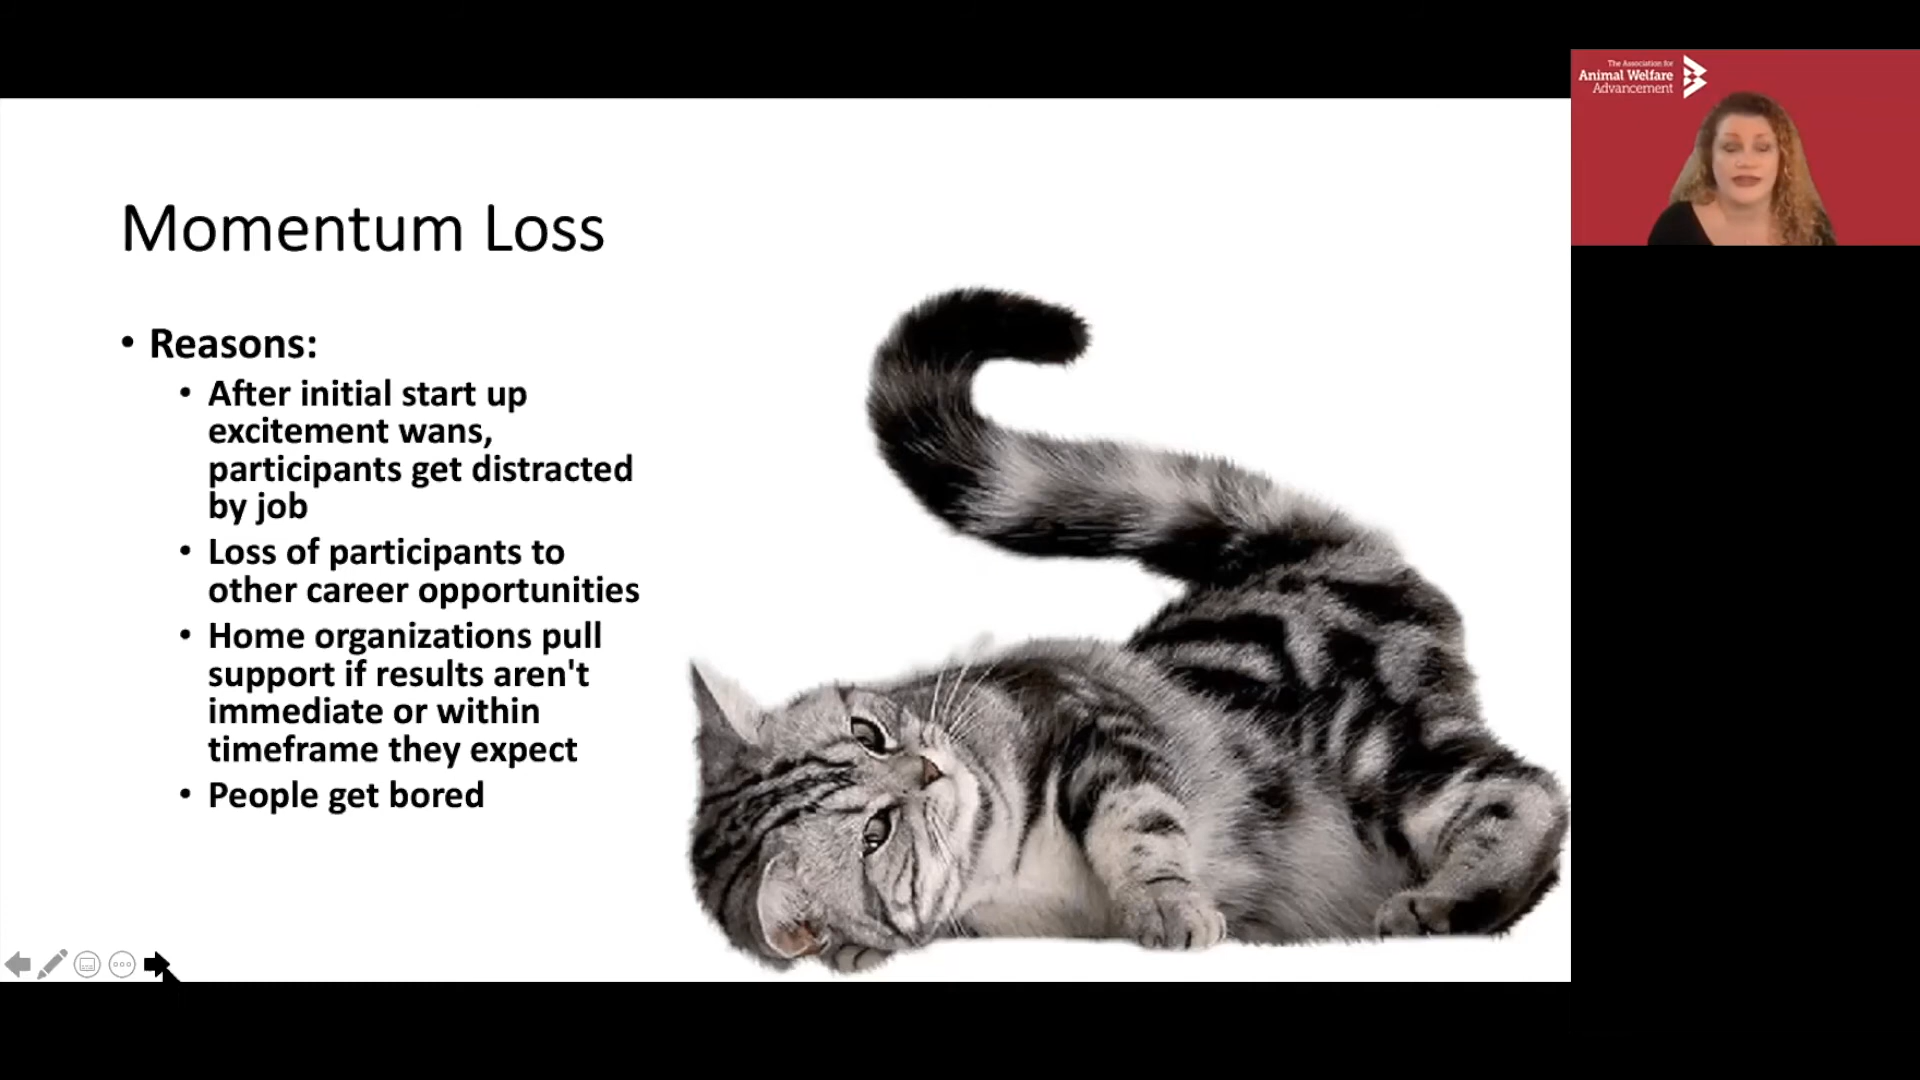 The Association for
Animal Welfare
Advancement
Momentum Loss
• Reasons:
• After initial start up
excitement wans,
participants get distracted
by job
• Loss of participants to
other career opportunities
• Home organizations pull
support if results aren't
immediate or within
timeframe they expect
• People get bored